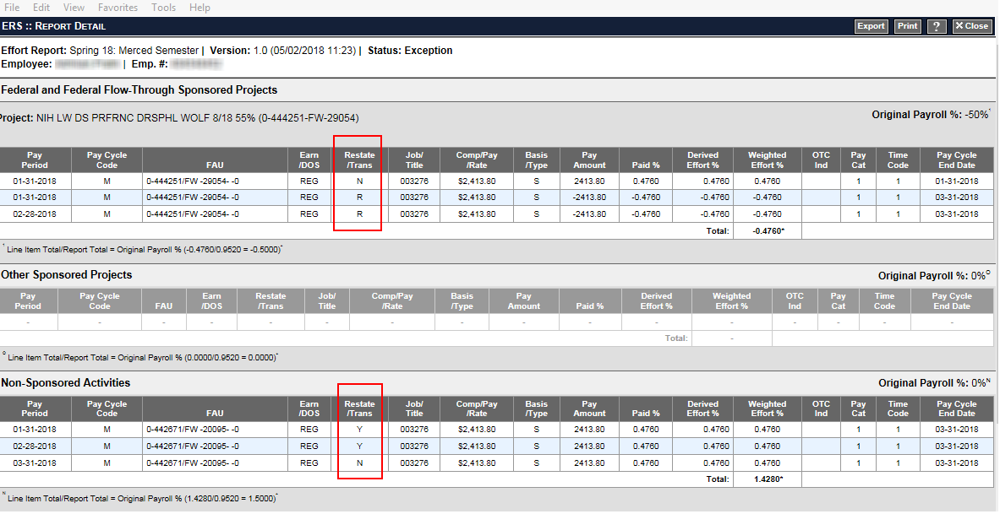 File Edit View Favorites Tools Help
ERS :: REPORT DETAIL Export Print ? X Close
Effort Report: Spring 18: Merced Semester | Version: 1.0 (05/02/2018 11:23) | Status: Exception
Employee: | Emp. #:
Federal and Federal Flow-Through Sponsored Projects
Project: NIH LW DS PRFRNC DRSPHL WOLF 8/18 55% (0-444251-FW-29054) Original Payroll %: -50%¹
Pay Period Pay Cycle Code FAU Earn /DOS Restate /Trans Job/ Title Comp/Pay /Rate Basis /Type Pay Amount Paid % Derived Effort % Weighted Effort % OTC Ind Pay Cat Time Code Pay Cycle End Date
01-31-2018 M 0-444251/FW -29054- -0 REG N 003276 $2,413.80 S 2413.80 0.4760 0.4760 0.4760 1 1 01-31-2018
01-31-2018 M 0-444251/FW -29054- -0 REG R 003276 $2,413.80 S -2413.80 -0.4760 -0.4760 -0.4760 1 1 03-31-2018
02-28-2018 M 0-444251/FW -29054- -0 REG R 003276 $2,413.80 S -2413.80 -0.4760 -0.4760 -0.4760 1 1 03-31-2018
Total: -0.4760*
¹ Line Item Total/Report Total = Original Payroll % (-0.4760/0.9520 = -0.5000)*
Other Sponsored Projects Original Payroll %: 0%O
Pay Period Pay Cycle Code FAU Earn /DOS Restate /Trans Job/ Title Comp/Pay /Rate Basis /Type Pay Amount Paid % Derived Effort % Weighted Effort % OTC Ind Pay Cat Time Code Pay Cycle End Date
- - - - - - - - - - - - - - - -
Total: -
O Line Item Total/Report Total = Original Payroll % (0.0000/0.9520 = 0.0000)*
Non-Sponsored Activities Original Payroll %: 0%N
Pay Period Pay Cycle Code FAU Earn /DOS Restate /Trans Job/ Title Comp/Pay /Rate Basis /Type Pay Amount Paid % Derived Effort % Weighted Effort % OTC Ind Pay Cat Time Code Pay Cycle End Date
01-31-2018 M 0-442671/FW -20095- -0 REG Y 003276 $2,413.80 S 2413.80 0.4760 0.4760 0.4760 1 1 03-31-2018
02-28-2018 M 0-442671/FW -20095- -0 REG Y 003276 $2,413.80 S 2413.80 0.4760 0.4760 0.4760 1 1 03-31-2018
03-31-2018 M 0-442671/FW -20095- -0 REG N 003276 $2,413.80 S 2413.80 0.4760 0.4760 0.4760 1 1 03-31-2018
Total: 1.4280*
N Line Item Total/Report Total = Original Payroll % (1.4280/0.9520 = 1.5000)*